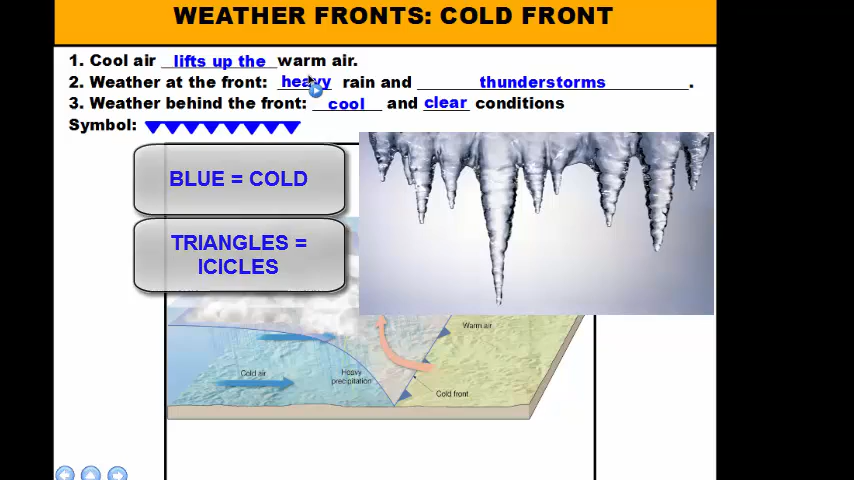 WEATHER FRONTS: COLD FRONT
1. Cool air lifts up the warm air.
2. Weather at the front: heavy rain and thunderstorms.
3. Weather behind the front: cool and clear conditions
Symbol:
BLUE = COLD
TRIANGLES =
ICICLES
Warm air
Cold air
Heavy
precipitation
Cold front